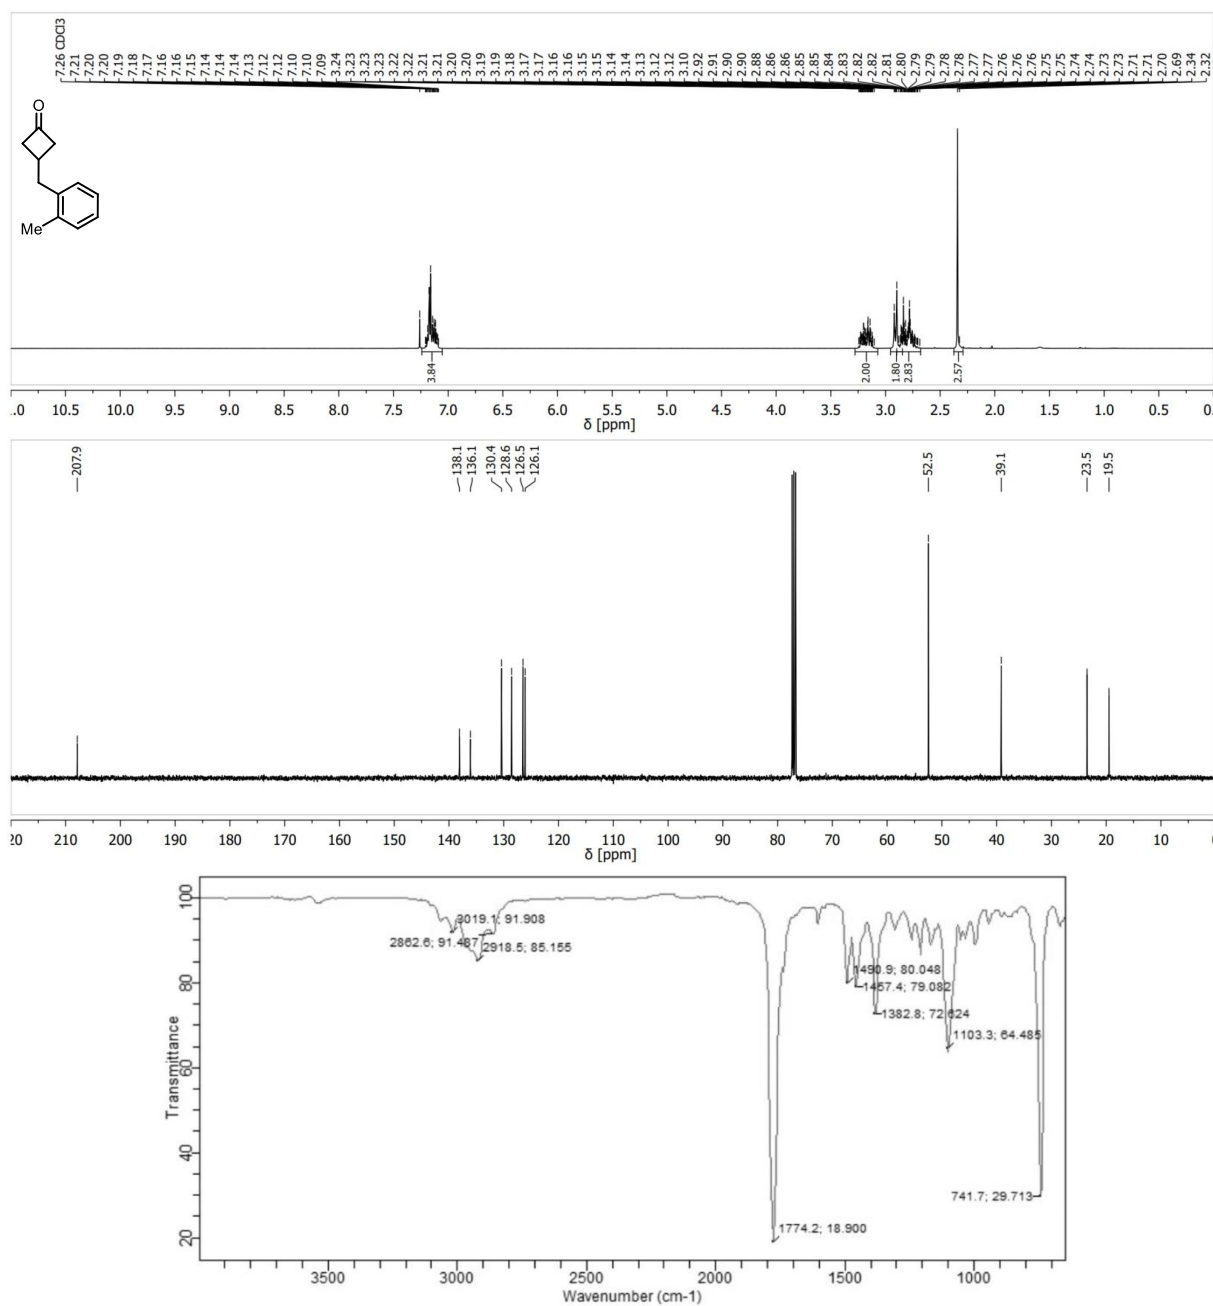 7.26 CDCl3 7.21 7.20 7.20 7.19 7.18 7.17 7.16 7.16 7.15 7.14 7.14 7.14 7.13 7.12 7.12 7.10 7.10 7.09 3.24 3.23 3.23 3.23 3.22 3.22 3.21 3.21 3.20 3.20 3.19 3.19 3.18 3.17 3.17 3.16 3.16 3.15 3.15 3.14 3.14 3.13 3.12 3.12 3.10 2.92 2.91 2.90 2.90 2.88 2.86 2.86 2.85 2.85 2.84 2.83 2.82 2.82 2.81 2.80 2.79 2.79 2.78 2.78 2.77 2.77 2.76 2.76 2.76 2.75 2.75 2.74 2.74 2.73 2.73 2.71 2.71 2.70 2.69 2.34 2.32
O
Me
3.84 2.00 1.80 2.83 2.57
.0 10.5 10.0 9.5 9.0 8.5 8.0 7.5 7.0 6.5 6.0 5.5 5.0 4.5 4.0 3.5 3.0 2.5 2.0 1.5 1.0 0.5 0.
δ [ppm]
207.9 138.1 136.1 130.4 128.6 126.5 126.1 52.5 39.1 23.5 19.5
20 210 200 190 180 170 160 150 140 130 120 110 100 90 80 70 60 50 40 30 20 10
δ [ppm]
100
3019.1; 91.908
2862.6; 91.487
2918.5; 85.155
1490.9; 80.048
80
1457.4; 79.082
1382.8; 72.624
1103.3; 64.485
Transmittance
60
40
741.7; 29.713
1774.2; 18.900
20
3500 3000 2500 2000 1500 1000
Wavenumber (cm-1)